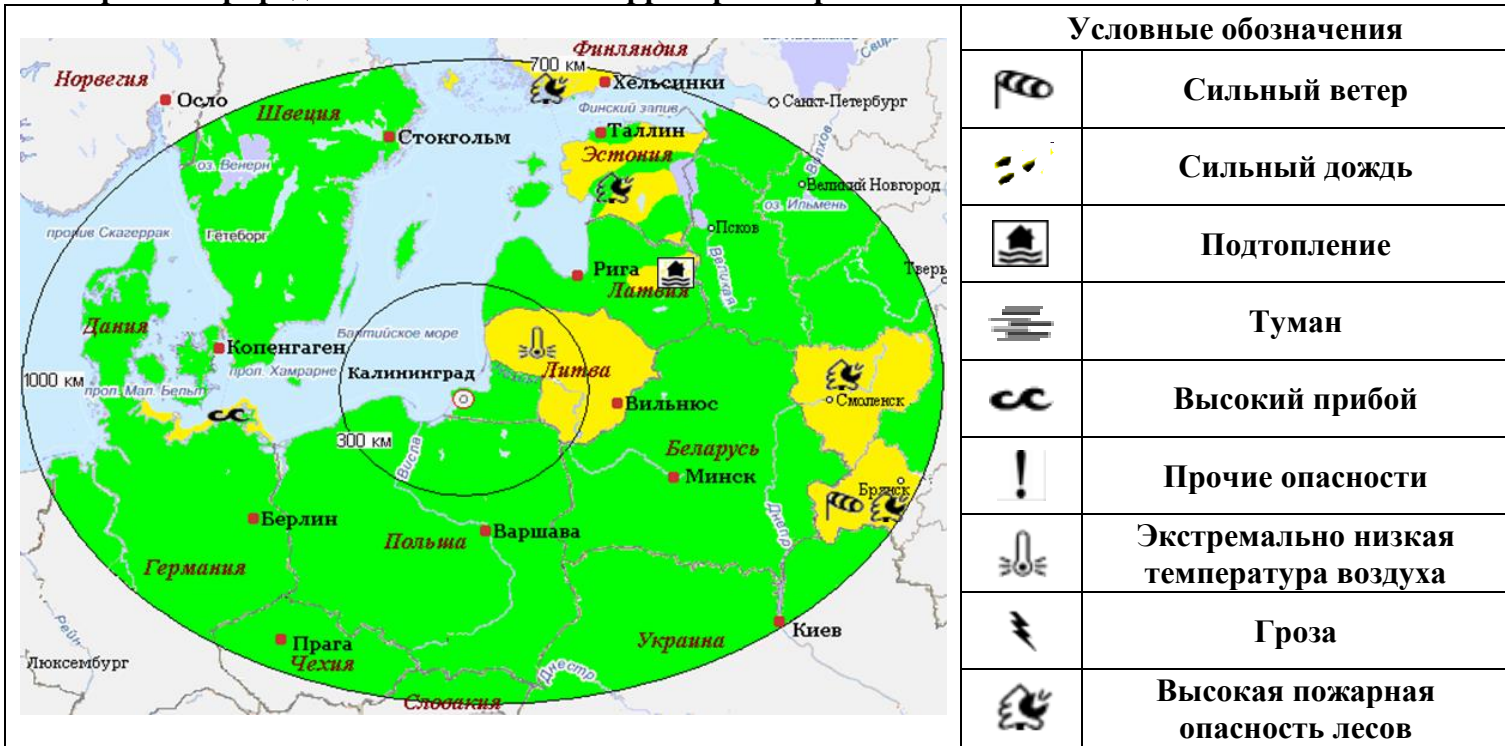 Условные обозначения
Сильный ветер
Сильный дождь
Подтопление
Туман
Высокий прибой
Прочие опасности
Экстремально низкая
температура воздуха
Гроза
Высокая пожарная
опасность лесов
Финляндия
700 км
Хельсинки
Норвегия
Осло
Швеция
Финский залив
Санкт-Петербург
Стокгольм
Таллин
Эстония
Волхов
оз. Венерн
Великий Новгород
оз. Ильмень
пролив Скагеррак
Гетеборг
Псков
Великая
Рига
Тверь
Латвия
Дания
Балтийское море
Копенгаген
1000 км
проп. Хамрарне
Калининград
Литва
проп. Мал. Бельт
Смоленск
Вильнюс
300 км
Висла
Беларусь
Минск
Брянск
Днепр
Берлин
Польша
Варшава
Германия
Рейн
Прага
Чехия
Украина
Киев
Люксембург
Днестр
Словакия